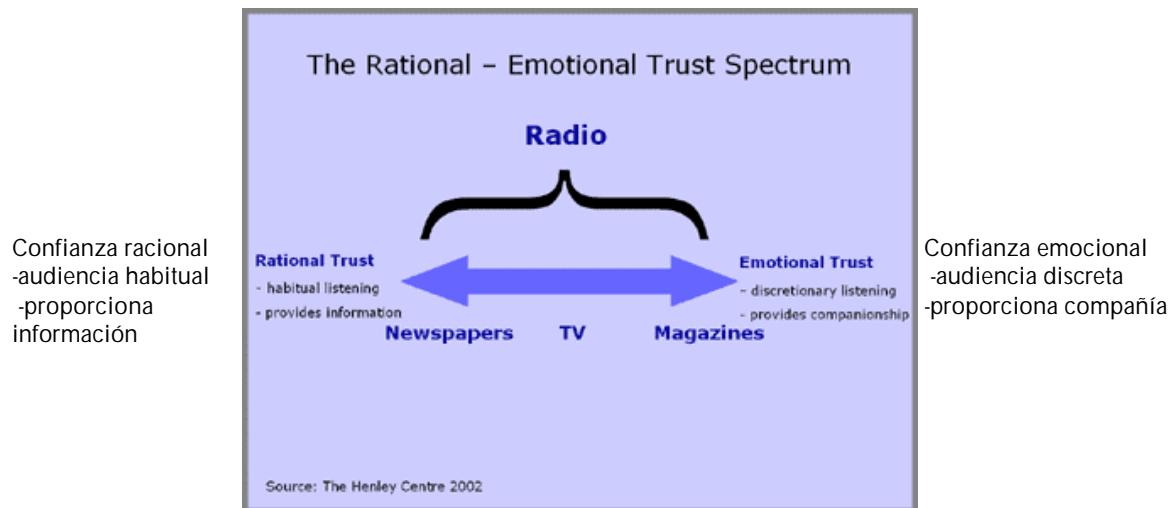 The Rational – Emotional Trust Spectrum
Radio
Confianza racional
-audiencia habitual
-proporciona
información
Rational Trust
- habitual listening
- provides information
Emotional Trust
- discretionary listening
- provides companionship
Confianza emocional
-audiencia discreta
-proporciona compañía
Newspapers TV Magazines
Source: The Henley Centre 2002